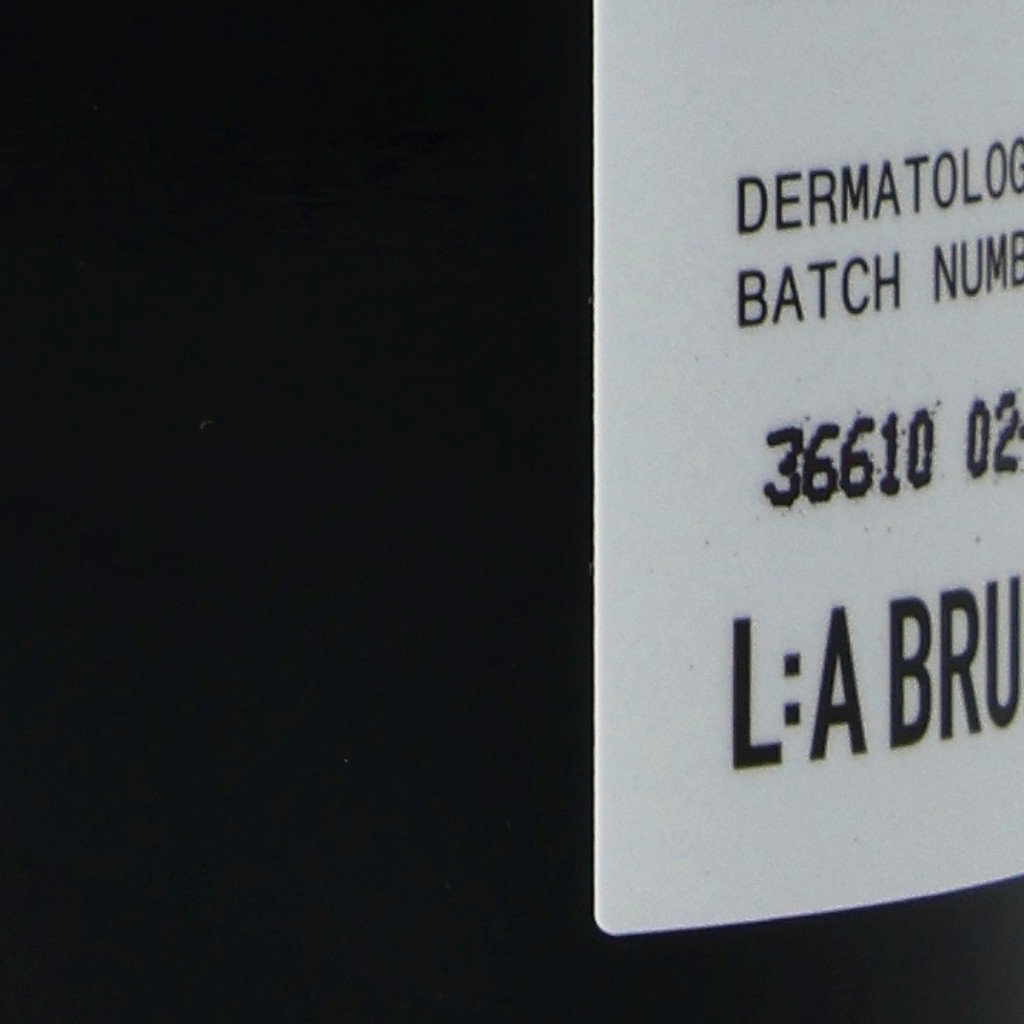 DERMATOLOG
BATCH NUMB
36610 02
L:A BRU